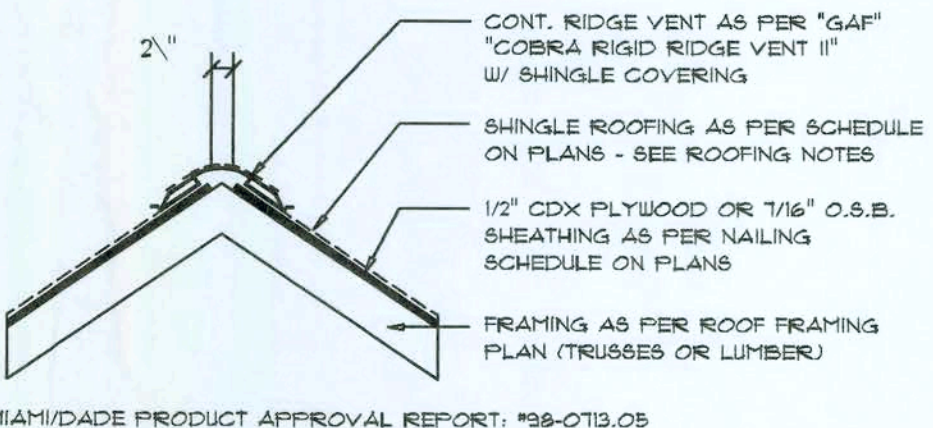 2\"
CONT. RIDGE VENT AS PER "GAF"
"COBRA RIGID RIDGE VENT II"
W/ SHINGLE COVERING
SHINGLE ROOFING AS PER SCHEDULE
ON PLANS - SEE ROOFING NOTES
1/2" CDX PLYWOOD OR 7/16" O.S.B.
SHEATHING AS PER NAILING
SCHEDULE ON PLANS
FRAMING AS PER ROOF FRAMING
PLAN (TRUSSES OR LUMBER)
MIAMI/DADE PRODUCT APPROVAL REPORT: #98-0713.05